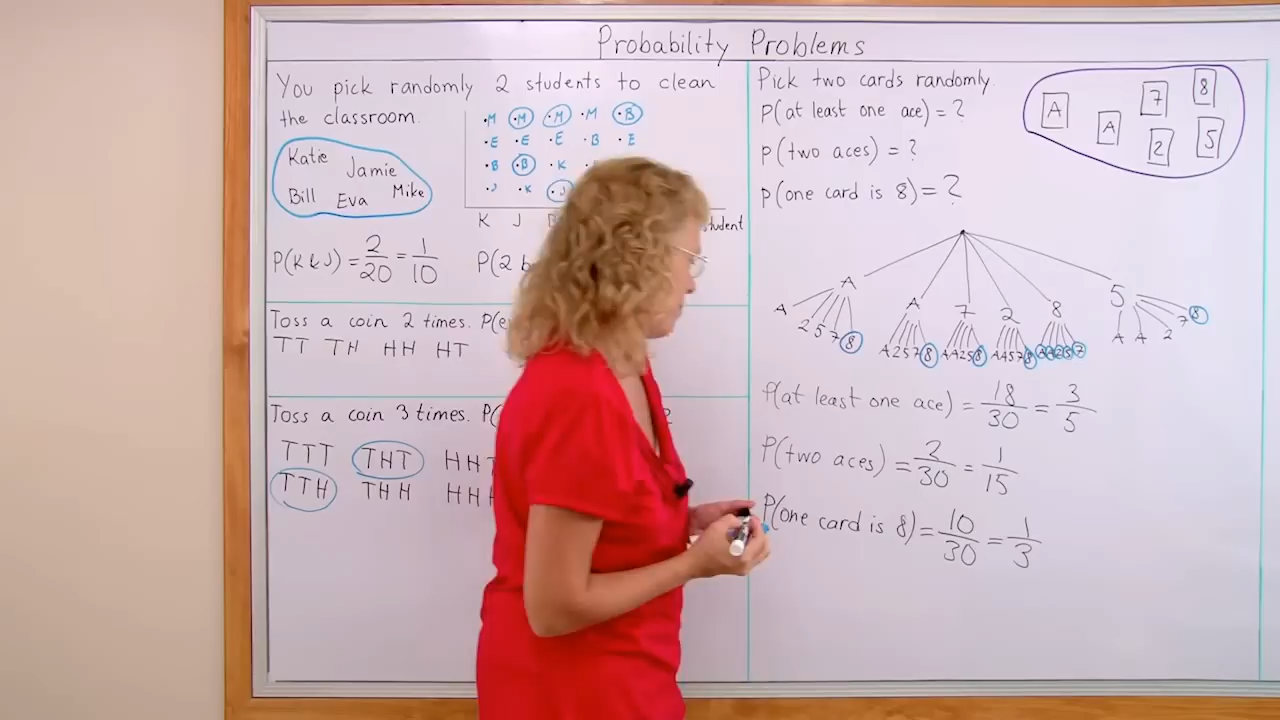 Probability Problems
You pick randomly 2 students to clean
the classroom.
Katie
Jamie
Bill Eva Mike
M M M M B
E E E B E
B B K
J K J
K J
student
P(K & J) = 2/20 = 1/10
P(2 b
Toss a coin 2 times. P(e
TT TH HH HT
Toss a coin 3 times. P(
2
TTT THT HHT
TTH THH HHH
Pick two cards randomly.
P(at least one ace) = ?
P(two aces) = ?
P(one card is 8) = ?
A A 7 8 2 5
A A 7 2 8 5
A 2 5 7 8
A 2 5 7 8
A A 2 5 8
A A 5 7 8
A A 2 5 7
A A 2 7 8
P(at least one ace) = 18/30 = 3/5
P(two aces) = 2/30 = 1/15
P(one card is 8) = 10/30 = 1/3